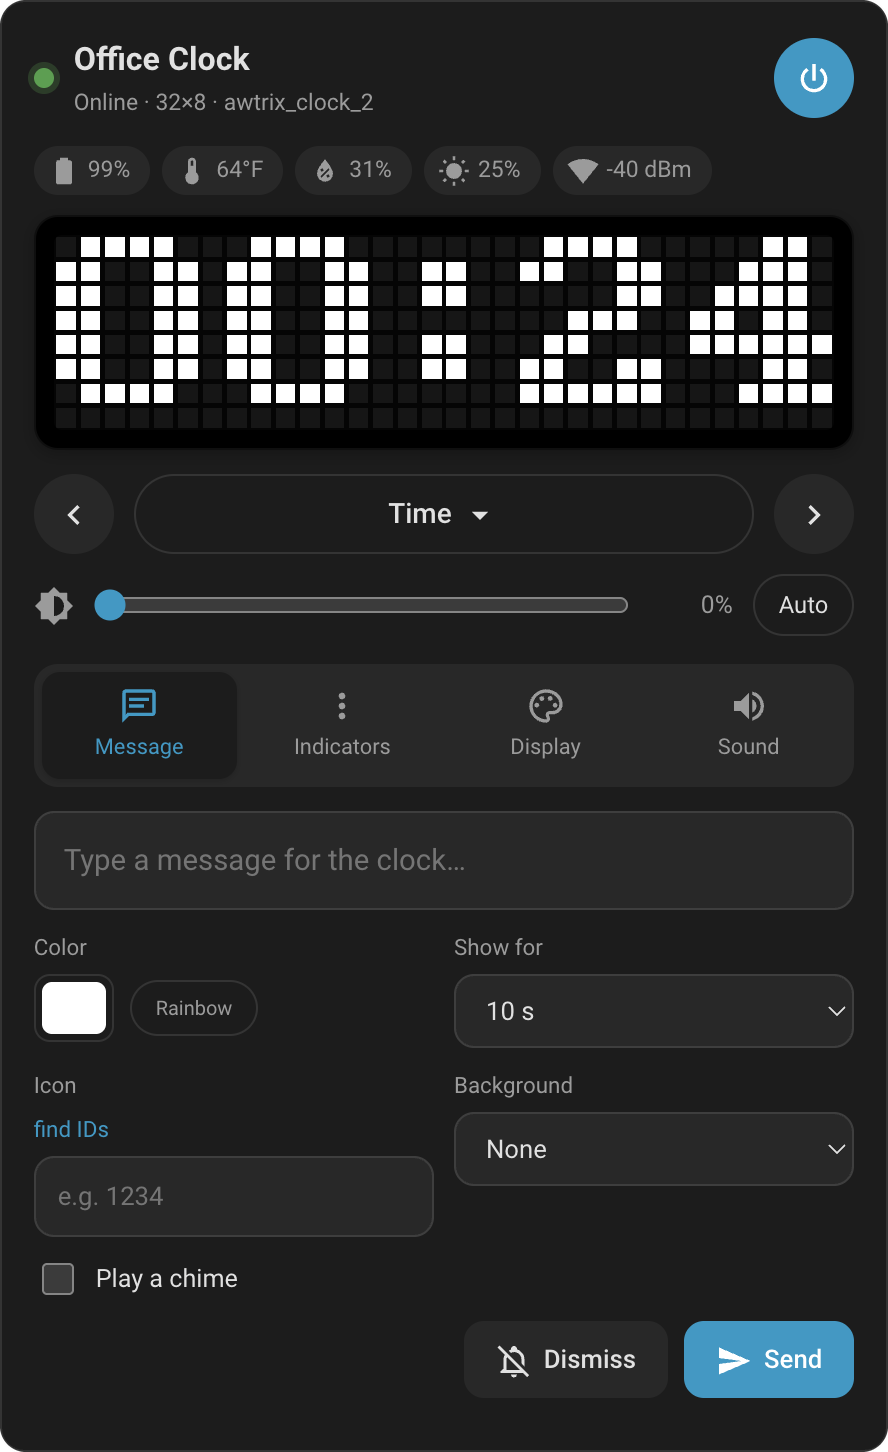 Office Clock
Online · 32×8 · awtrix_clock_2
99% 64°F 31% 25% -40 dBm
00:24
Time
0% Auto
Message Indicators Display Sound
Type a message for the clock…
Color Show for
Rainbow 10 s
Icon Background
find IDs
None
e.g. 1234
Play a chime
Dismiss Send